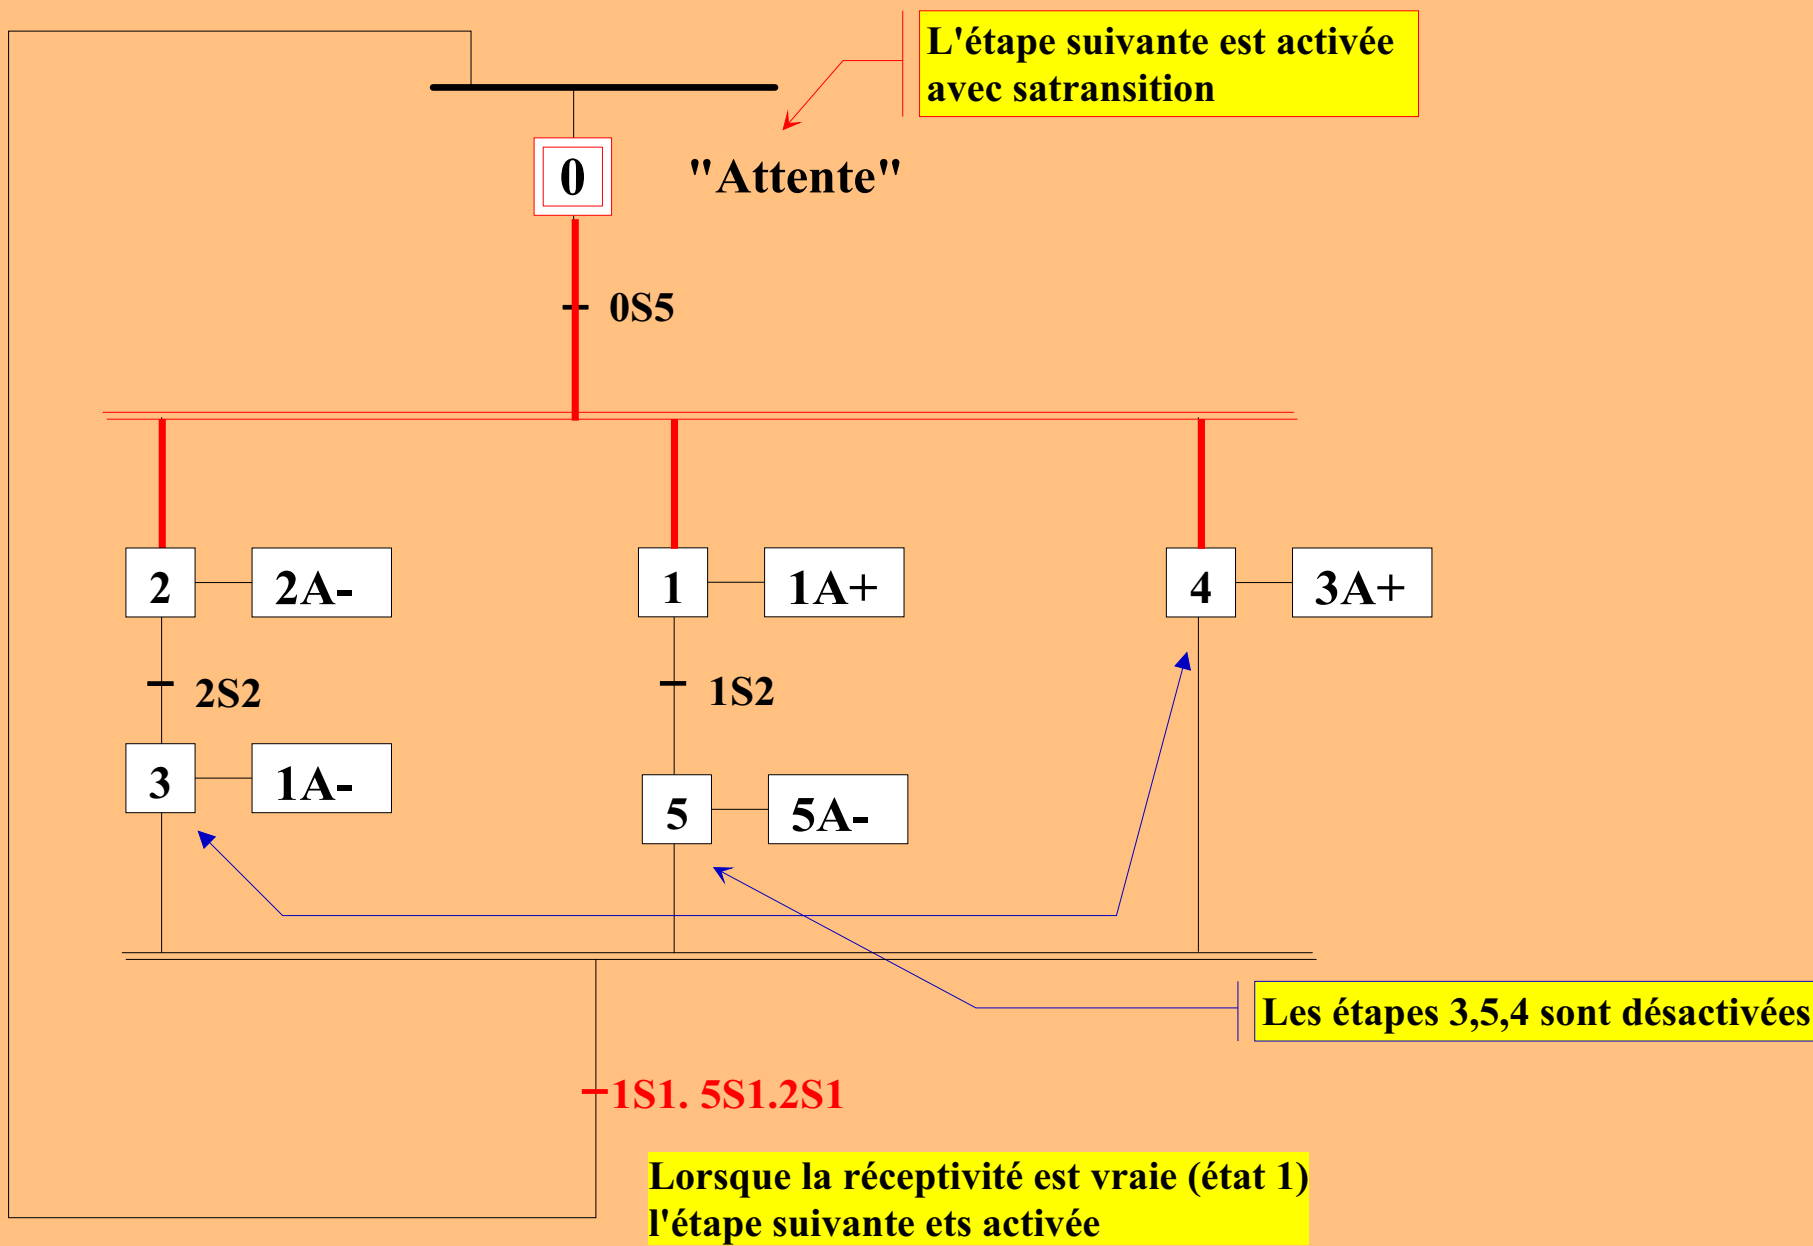 L'étape suivante est activée
avec satransition
0
"Attente"
0S5
2
2A-
1
1A+
4
3A+
2S2
1S2
3
1A-
5
5A-
Les étapes 3,5,4 sont désactivées
1S1. 5S1.2S1
Lorsque la réceptivité est vraie (état 1)
l'étape suivante ets activée